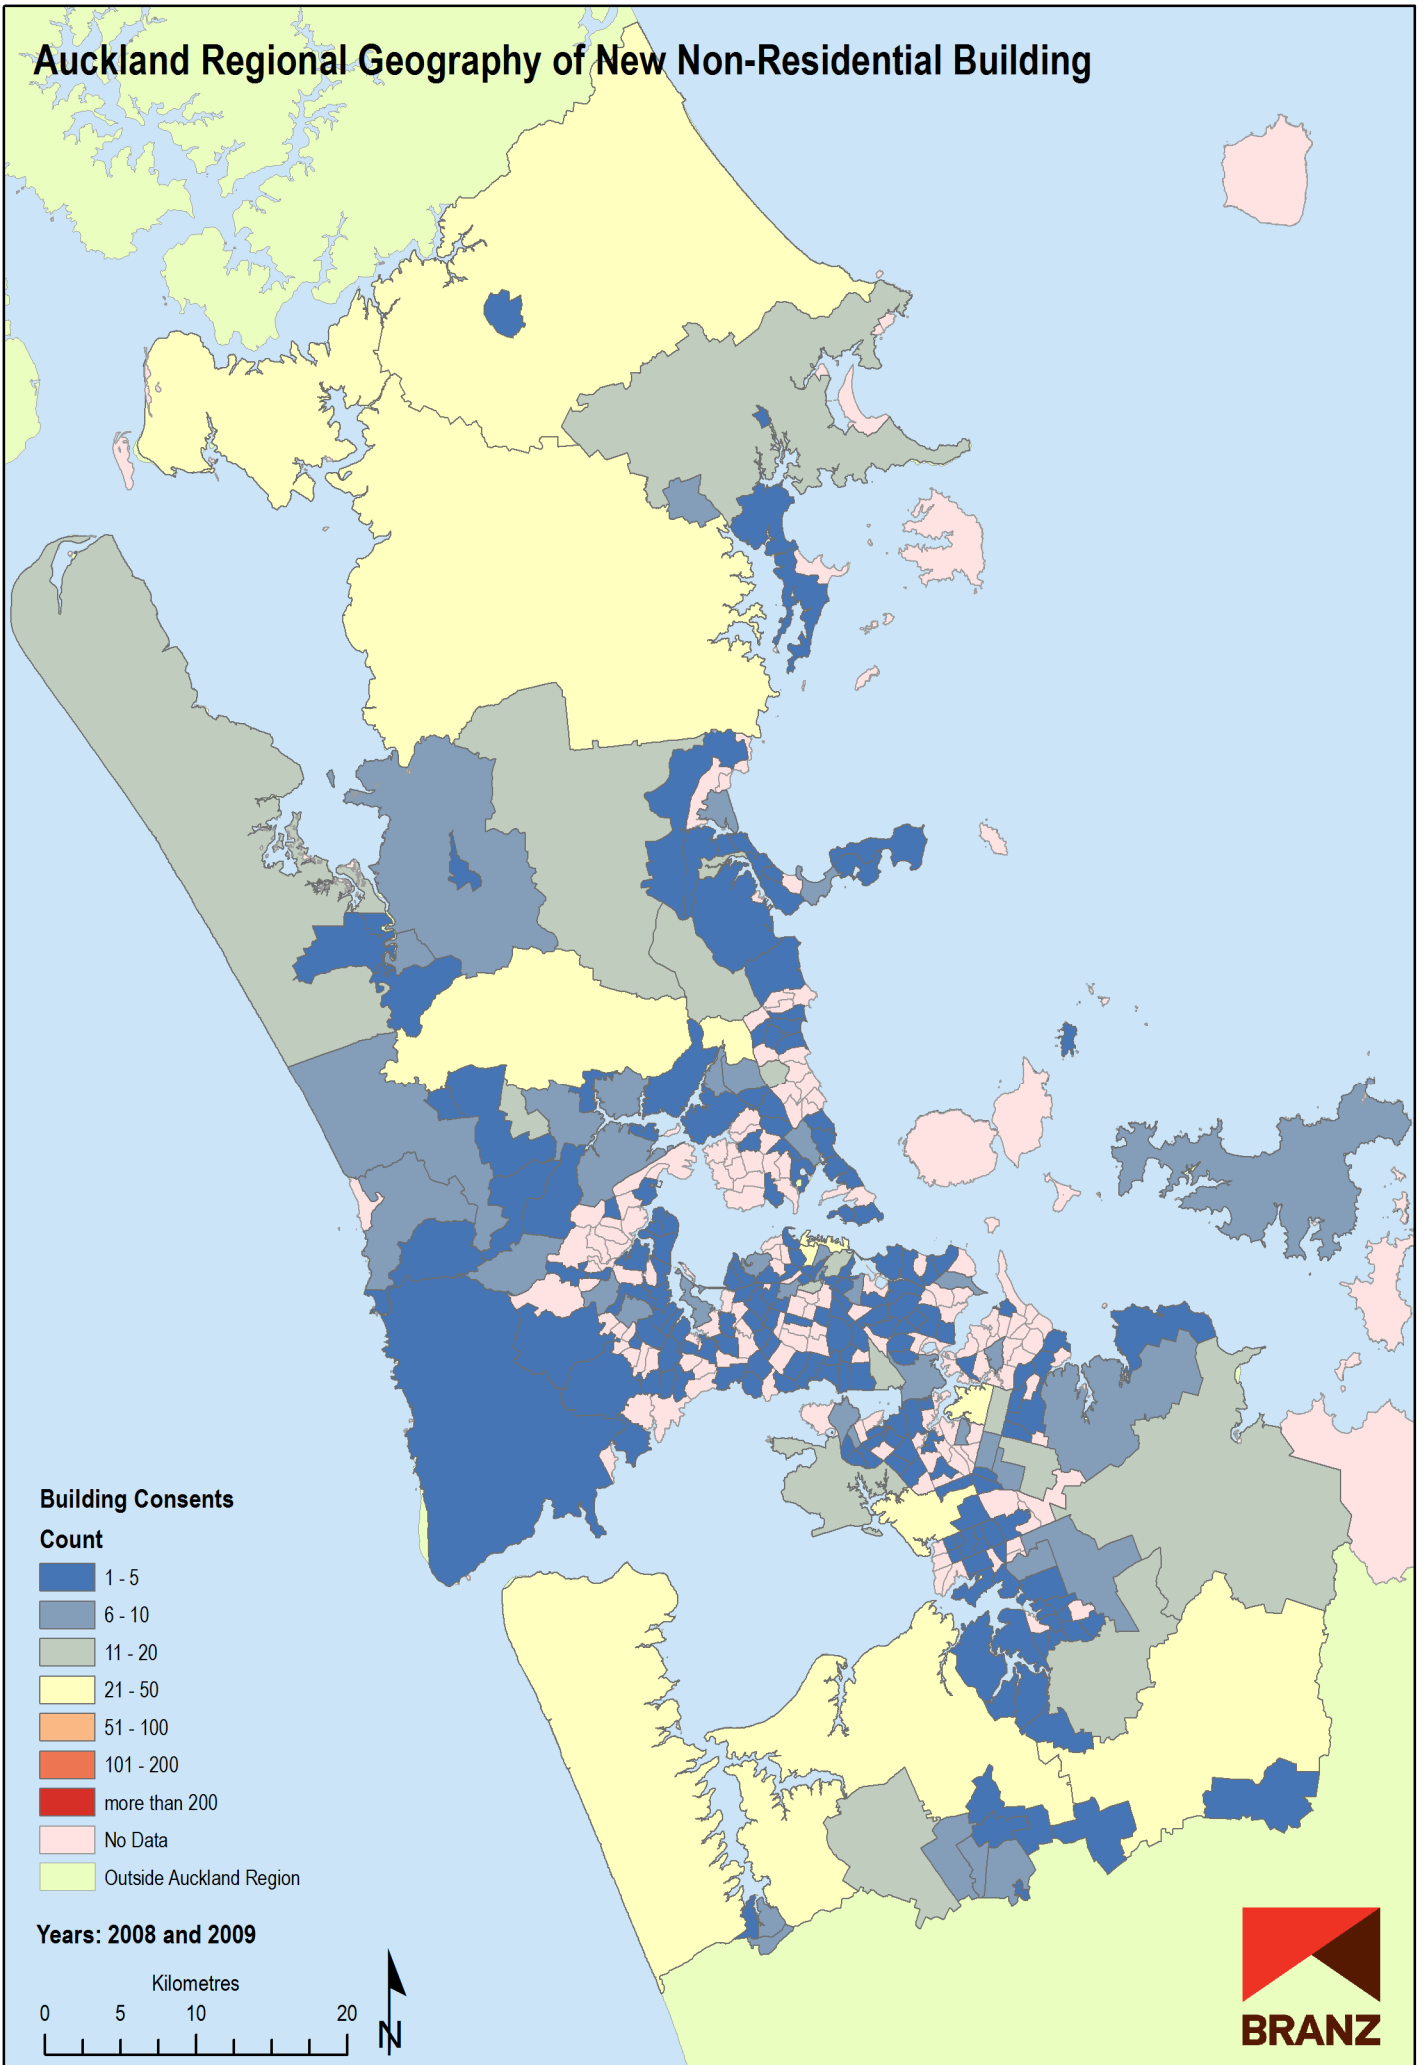 Auckland Regional Geography of New Non-Residential Building
Building Consents
Count
1 - 5
6 - 10
11 - 20
21 - 50
51 - 100
101 - 200
more than 200
No Data
Outside Auckland Region
Years: 2008 and 2009
Kilometres
0 5 10 20
N
BRANZ